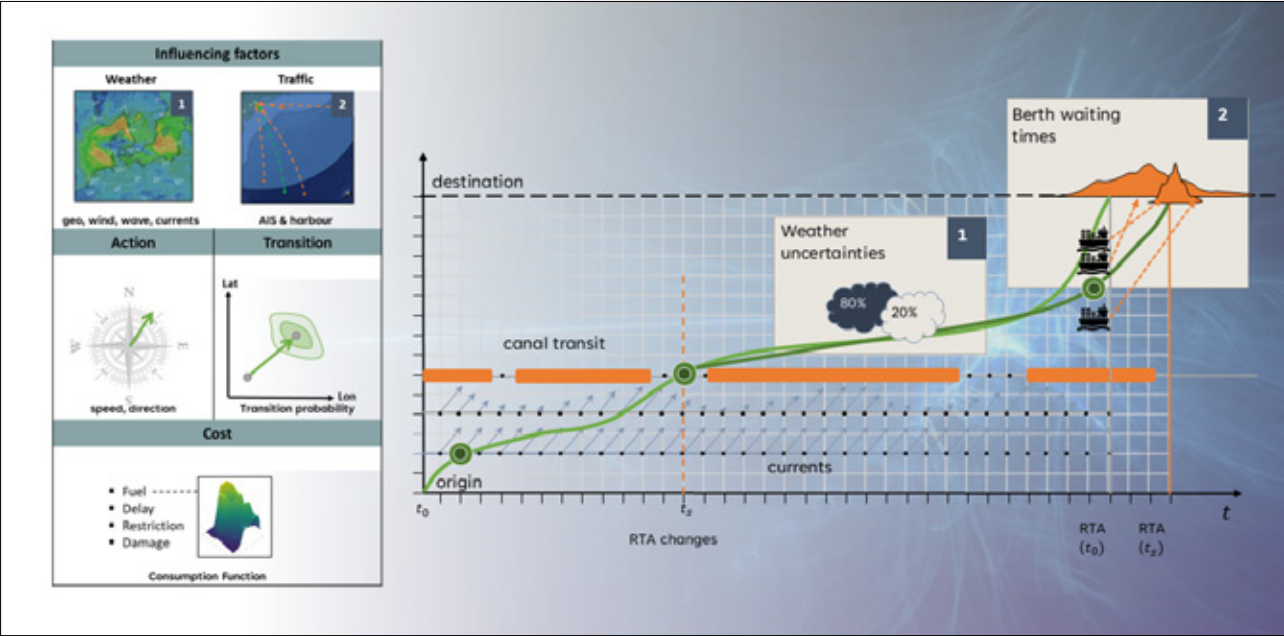 Influencing factors
Weather
Traffic
1
2
geo, wind, wave, currents
AIS & harbour
Action
Transition
N
W
E
S
speed, direction
Lat
Lon
Transition probability
Cost
Fuel
Delay
Restriction
Damage
Consumption Function
destination
Weather
uncertainties
1
80%
20%
Berth waiting
times
2
canal transit
currents
origin
t₀
tₛ
t
RTA changes
RTA
(t₀)
RTA
(tₛ)